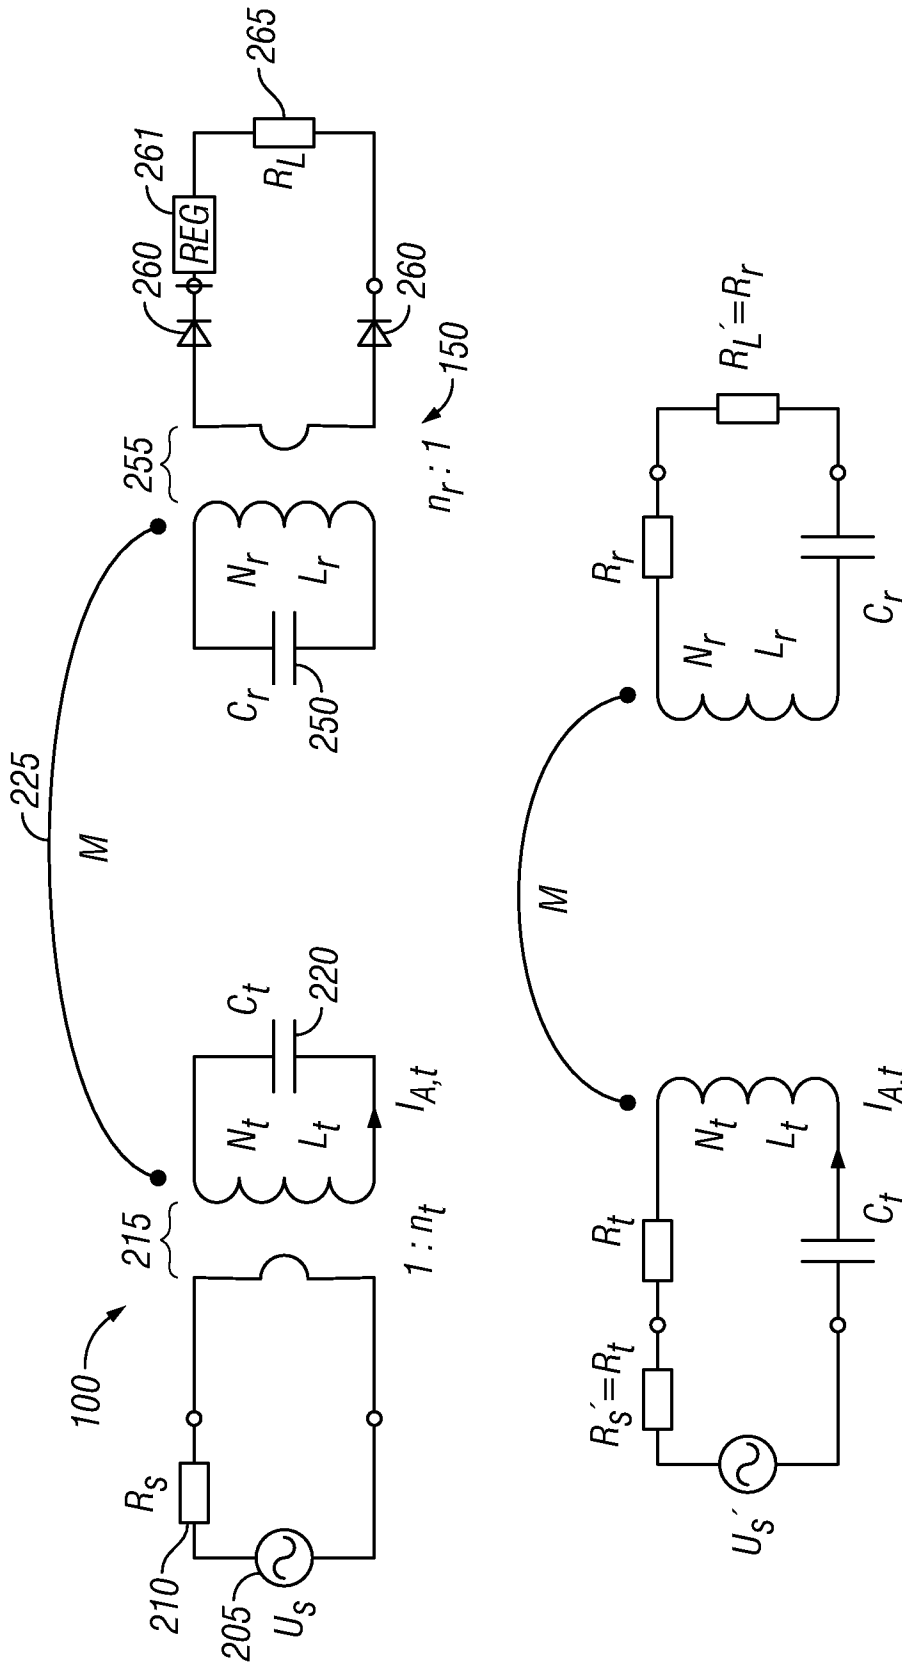 100
210
R_s
205
U_s
215
1 : n_t
N_t
L_t
C_t
220
I_A,t
225
M
C_r
250
N_r
L_r
255
n_r : 1
150
260
260
REG
261
R_L
265
U_s′
R_s′=R_t
R_t
C_t
N_t
L_t
I_A,t
M
N_r
L_r
R_r
C_r
R_L′=R_r